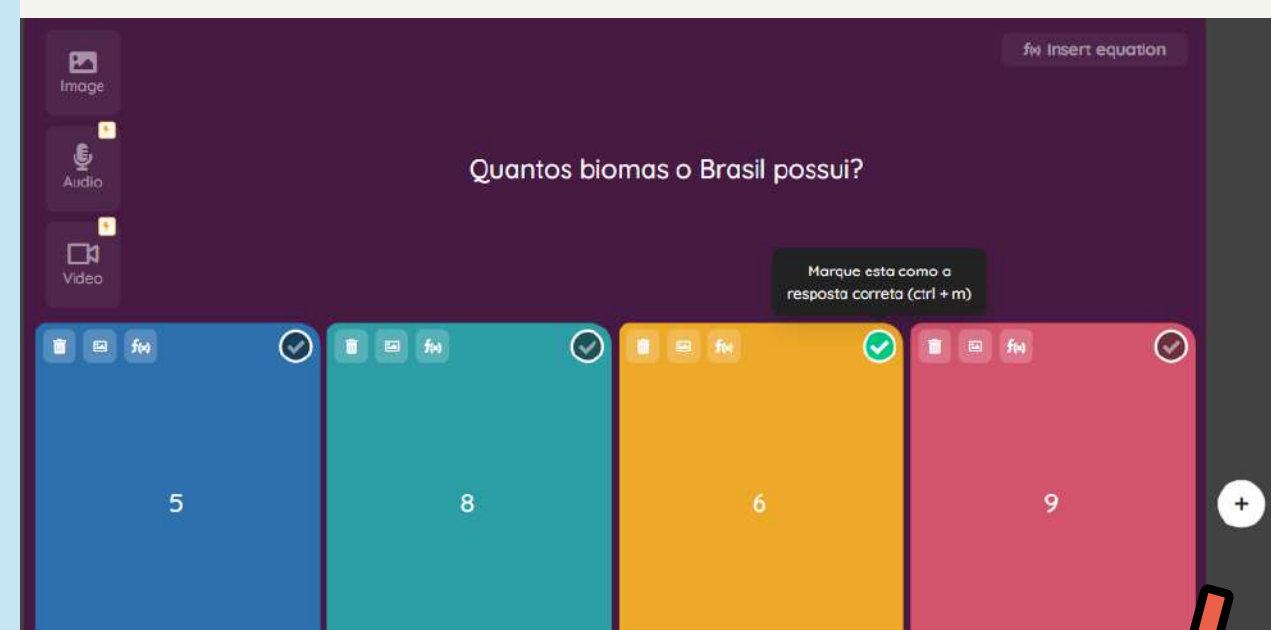 Image
Insert equation
Audio
Quantos biomas o Brasil possui?
Video
Marque esta como a
resposta correta (ctrl + m)
f(x)
f(x)
f(x)
f(x)
5
8
6
9
+